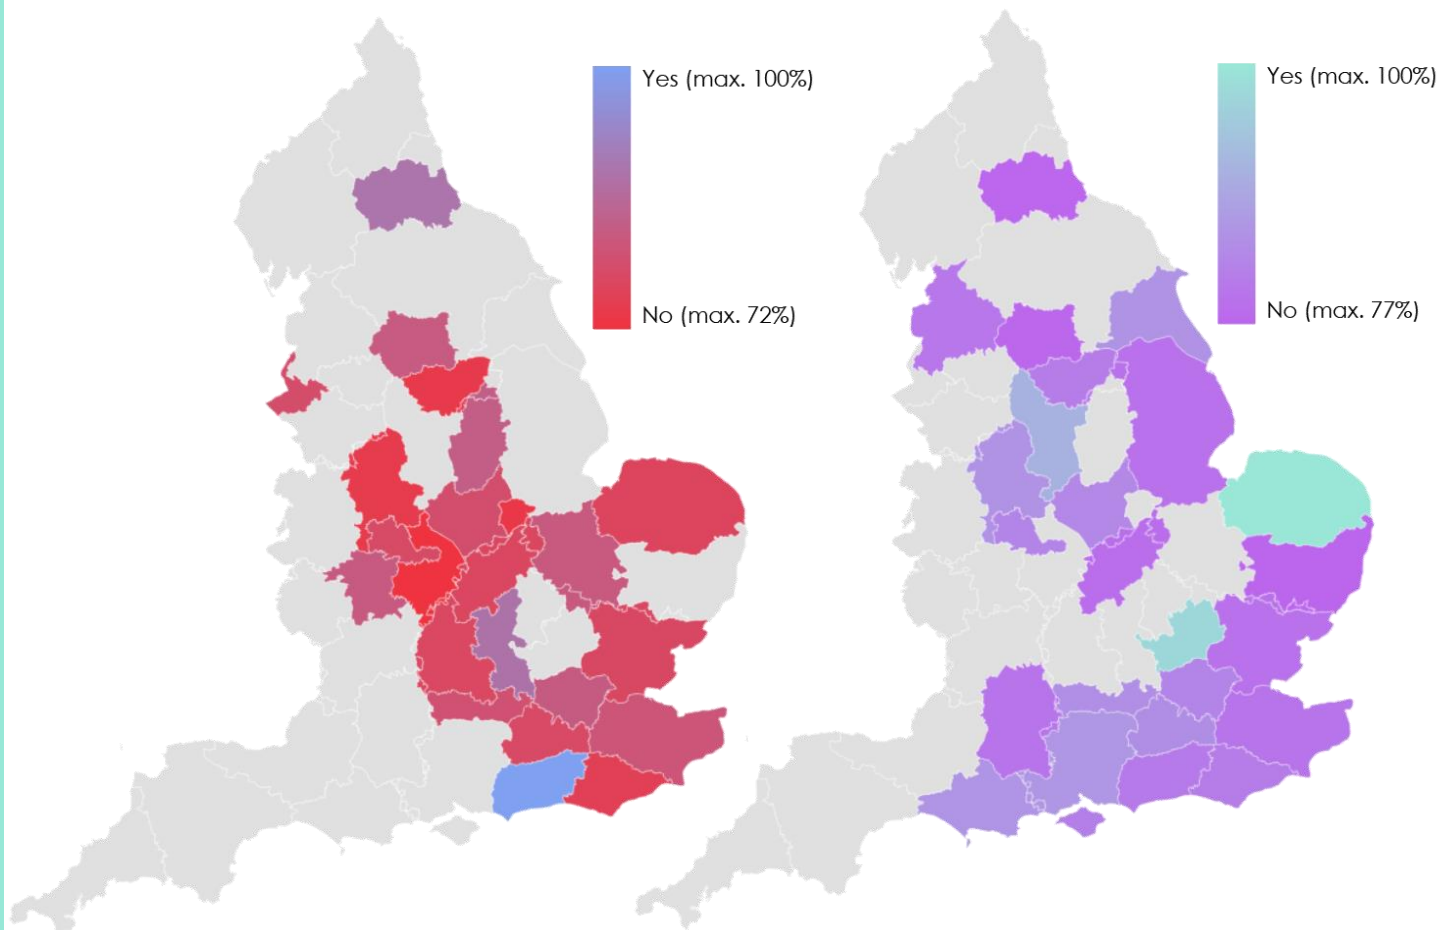 Yes (max. 100%)
No (max. 72%)
Yes (max. 100%)
No (max. 77%)